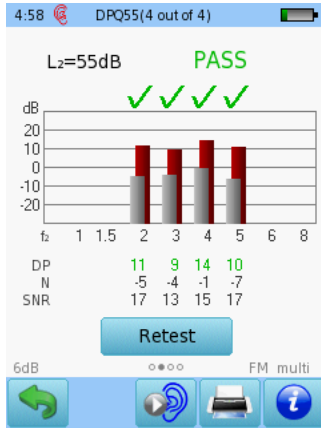 4:58 DPQ55(4 out of 4)
L₂=55dB PASS
dB
20
10
0
-10
-20
f₂ 1 1.5 2 3 4 5 6 8
DP 11 9 14 10
N -5 -4 -1 -7
SNR 17 13 15 17
Retest
6dB FM multi
i